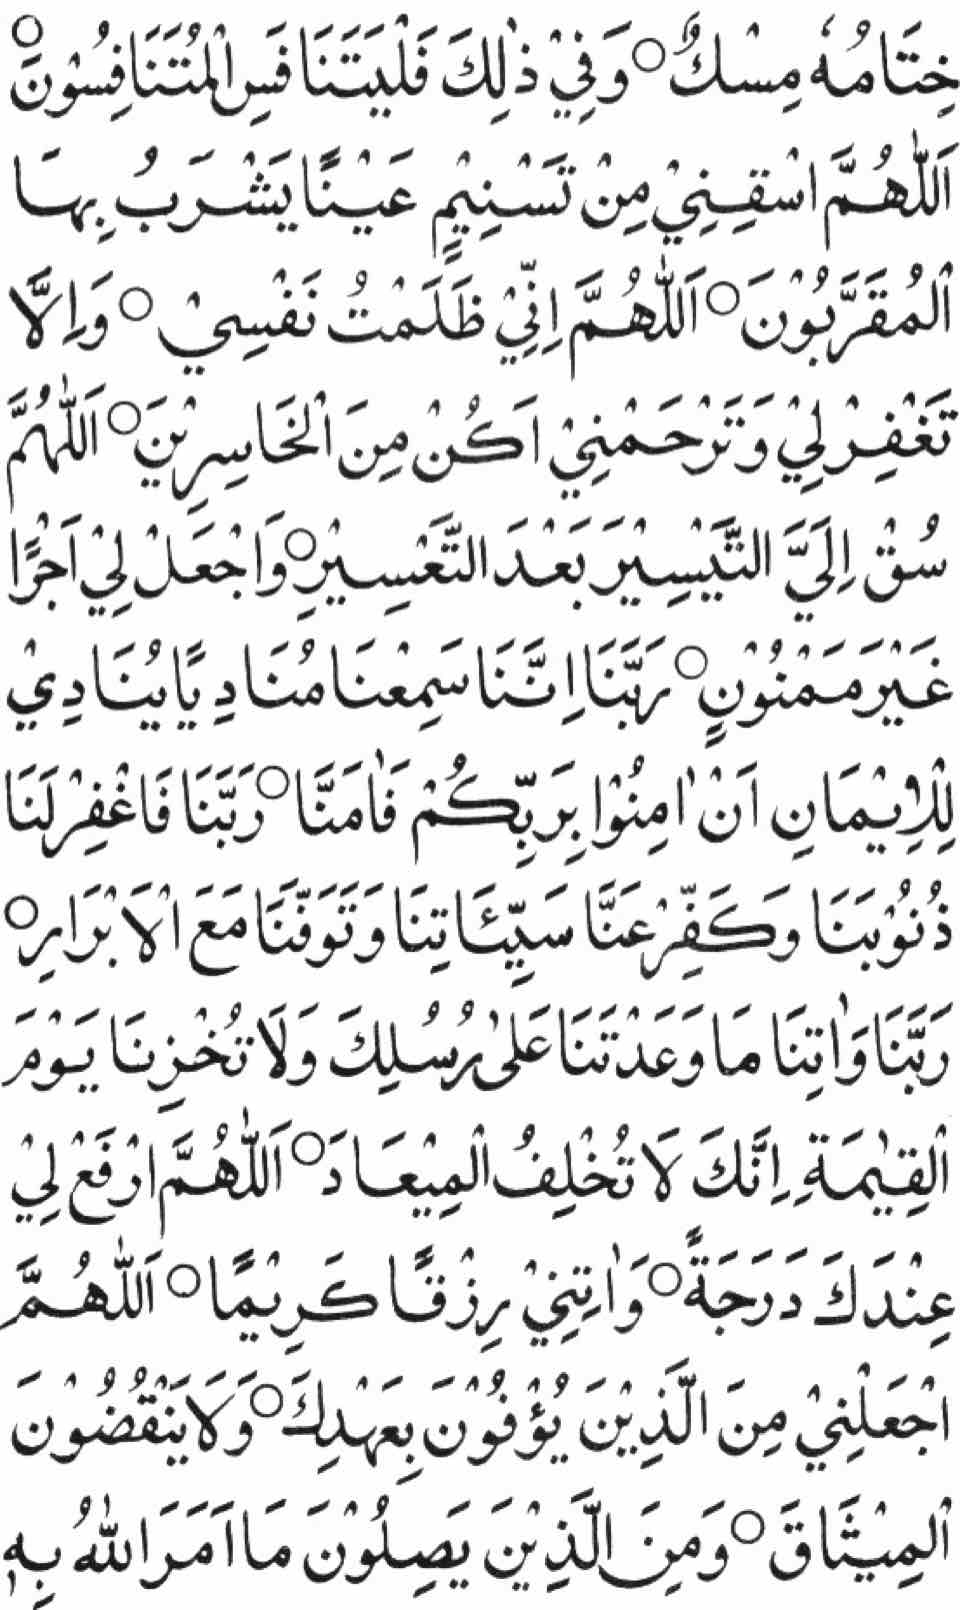 خِتَامُهٗ مِسْكٌ ○ وَفِيْ ذٰلِكَ فَلْيَتَنَافَسِ الْمُتَنَافِسُوْنَ ○
اَللّٰهُمَّ اسْقِنِيْ مِنْ تَسْنِيْمٍ عَيْنًا يَشْرَبُ بِهَا
الْمُقَرَّبُوْنَ ○ اَللّٰهُمَّ اِنِّيْ ظَلَمْتُ نَفْسِيْ ○ وَاِلَّا
تَغْفِرْ لِيْ وَتَرْحَمْنِيْ اَكُنْ مِنَ الْخَاسِرِيْنَ ○ اَللّٰهُمَّ
سُقْ اِلَيَّ التَّيْسِيْرَ بَعْدَ التَّعْسِيْرِ ○ وَاجْعَلْ لِيْ اَجْرًا
غَيْرَ مَمْنُوْنٍ ○ رَبَّنَا اِنَّنَا سَمِعْنَا مُنَادِيًا يُنَادِيْ
لِلْاِيْمَانِ اَنْ اٰمِنُوْا بِرَبِّكُمْ فَاٰمَنَّا ○ رَبَّنَا فَاغْفِرْ لَنَا
ذُنُوْبَنَا وَكَفِّرْ عَنَّا سَيِّئَاتِنَا وَتَوَفَّنَا مَعَ الْاَبْرَارِ ○
رَبَّنَا وَاٰتِنَا مَا وَعَدْتَنَا عَلٰى رُسُلِكَ وَلَا تُخْزِنَا يَوْمَ
الْقِيٰمَةِ اِنَّكَ لَا تُخْلِفُ الْمِيْعَادَ ○ اَللّٰهُمَّ ارْفَعْ لِيْ
عِنْدَكَ دَرَجَةً ○ وَاٰتِنِيْ رِزْقًا كَرِيْمًا ○ اَللّٰهُمَّ
اجْعَلْنِيْ مِنَ الَّذِيْنَ يُؤْفُوْنَ بِعَهْدِكَ ○ وَلَا يَنْقُضُوْنَ
الْمِيْثَاقَ ○ وَمِنَ الَّذِيْنَ يَصِلُوْنَ مَا اَمَرَ اللّٰهُ بِهٖ